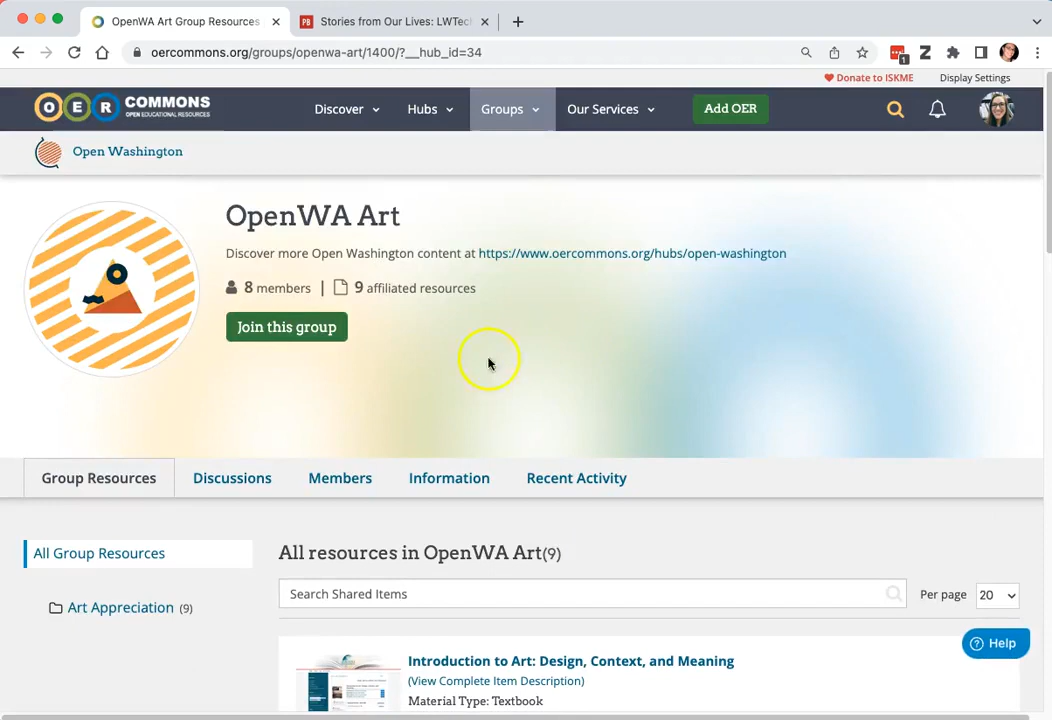 OpenWA Art Group Resources
Stories from Our Lives: LWTec
oercommons.org/groups/openwa-art/1400/?__hub_id=34
1
Donate to ISKME
Display Settings
OER COMMONS
OPEN EDUCATIONAL RESOURCES
Discover
Hubs
Groups
Our Services
Add OER
Open Washington
OpenWA Art
Discover more Open Washington content at https://www.oercommons.org/hubs/open-washington
8 members | 9 affiliated resources
Join this group
Group Resources
Discussions
Members
Information
Recent Activity
All Group Resources
Art Appreciation (9)
All resources in OpenWA Art(9)
Search Shared Items
Per page 20
Introduction to Art: Design, Context, and Meaning
(View Complete Item Description)
Material Type: Textbook
Help